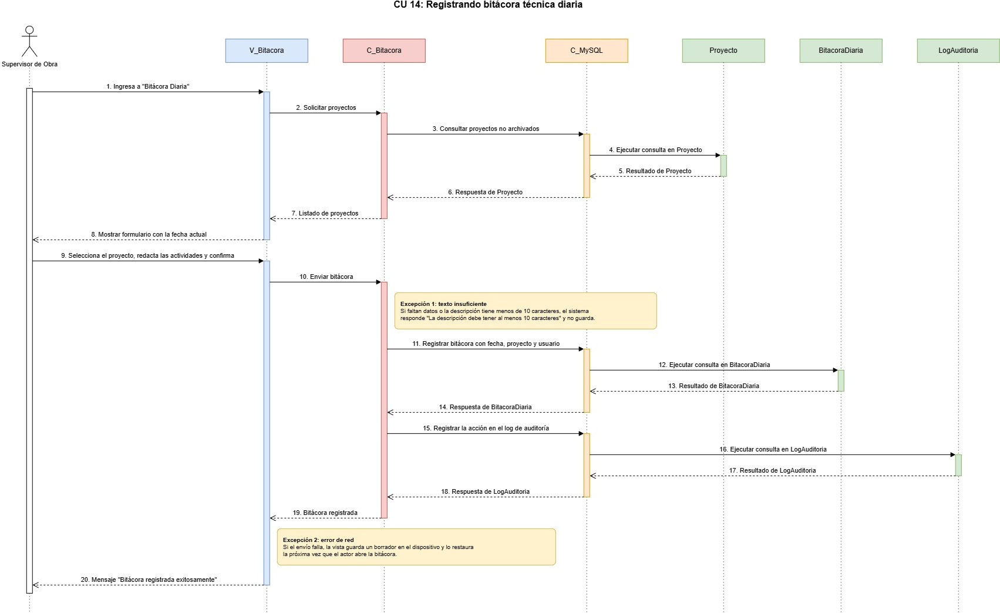 CU 14: Registrando bitácora técnica diaria
Supervisor de Obra
V_Bitacora
C_Bitacora
C_MySQL
Proyecto
BitacoraDiaria
LogAuditoria
1. Ingresa a "Bitácora Diaria"
2. Solicitar proyectos
3. Consultar proyectos no archivados
4. Ejecutar consulta en Proyecto
5. Resultado de Proyecto
6. Respuesta de Proyecto
7. Listado de proyectos
8. Mostrar formulario con la fecha actual
9. Selecciona el proyecto, redacta las actividades y confirma
10. Enviar bitácora
Excepción 1: texto insuficiente
Si faltan datos o la descripción tiene menos de 10 caracteres, el sistema
responde "La descripción debe tener al menos 10 caracteres" y no guarda.
11. Registrar bitácora con fecha, proyecto y usuario
12. Ejecutar consulta en BitacoraDiaria
13. Resultado de BitacoraDiaria
14. Respuesta de BitacoraDiaria
15. Registrar la acción en el log de auditoría
16. Ejecutar consulta en LogAuditoria
17. Resultado de LogAuditoria
18. Respuesta de LogAuditoria
19. Bitácora registrada
Excepción 2: error de red
Si el envío falla, la vista guarda un borrador en el dispositivo y lo restaura
la próxima vez que el actor abre la bitácora.
20. Mensaje "Bitácora registrada exitosamente"